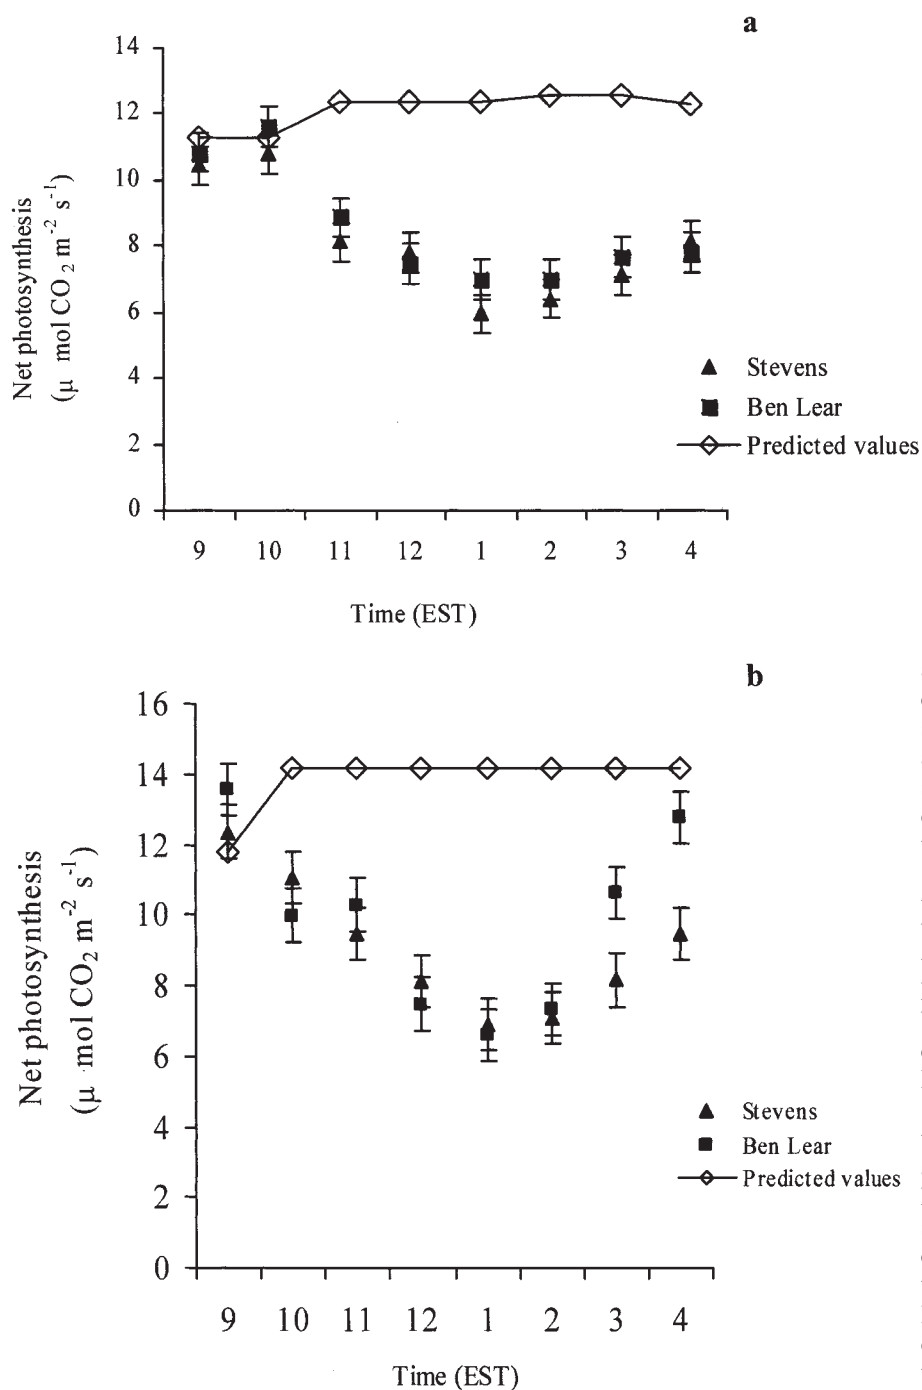 a
14
12
10
8
6
4
2
0
Net photosynthesis
(μ mol CO₂ m⁻² s⁻¹)
Stevens
Ben Lear
Predicted values
9 10 11 12 1 2 3 4
Time (EST)
b
16
14
12
10
8
6
4
2
0
Net photosynthesis
(μ mol CO₂ m⁻² s⁻¹)
Stevens
Ben Lear
Predicted values
9 10 11 12 1 2 3 4
Time (EST)